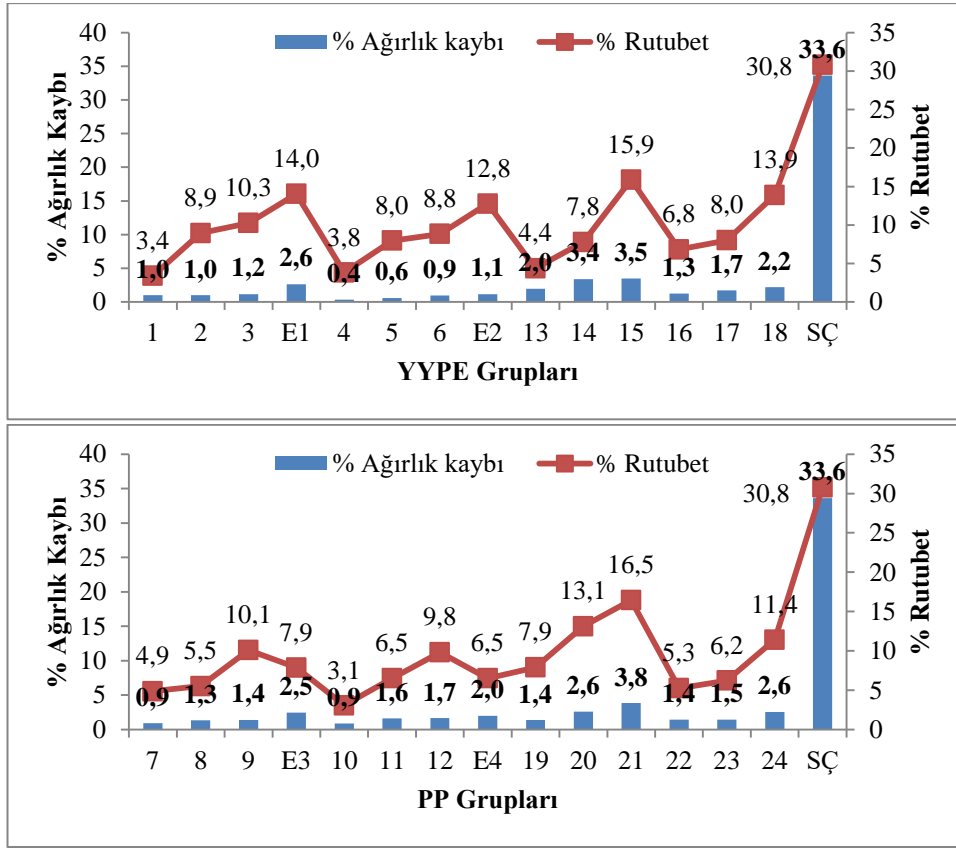 % Ağırlık kaybı % Rutubet
40
35
30
25
20
15
10
5
0
% Ağırlık Kaybı
35
30
25
20
15
10
5
0
% Rutubet
3,4 8,9 10,3 14,0 3,8 8,0 8,8 12,8 4,4 7,8 15,9 6,8 8,0 13,9 30,8
1,0 1,0 1,2 2,6 0,4 0,6 0,9 1,1 2,0 3,4 3,5 1,3 1,7 2,2 33,6
1 2 3 E1 4 5 6 E2 13 14 15 16 17 18 SÇ
YYPE Grupları
% Ağırlık kaybı % Rutubet
40
35
30
25
20
15
10
5
0
% Ağırlık Kaybı
35
30
25
20
15
10
5
0
% Rutubet
4,9 5,5 10,1 7,9 3,1 6,5 9,8 6,5 7,9 13,1 16,5 5,3 6,2 11,4 30,8
0,9 1,3 1,4 2,5 0,9 1,6 1,7 2,0 1,4 2,6 3,8 1,4 1,5 2,6 33,6
7 8 9 E3 10 11 12 E4 19 20 21 22 23 24 SÇ
PP Grupları